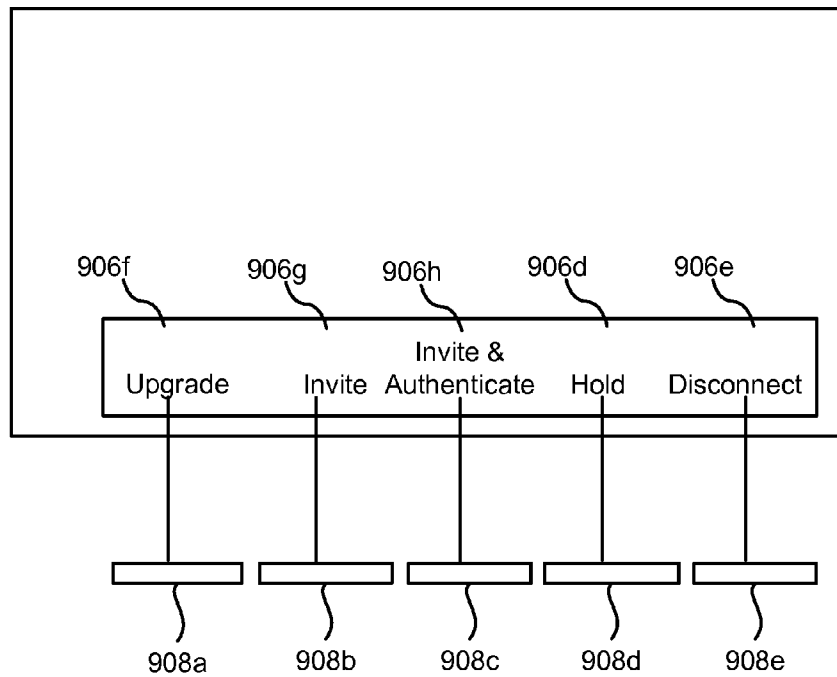 906f 906g 906h 906d 906e
Invite &
Upgrade Invite Authenticate Hold Disconnect
908a 908b 908c 908d 908e